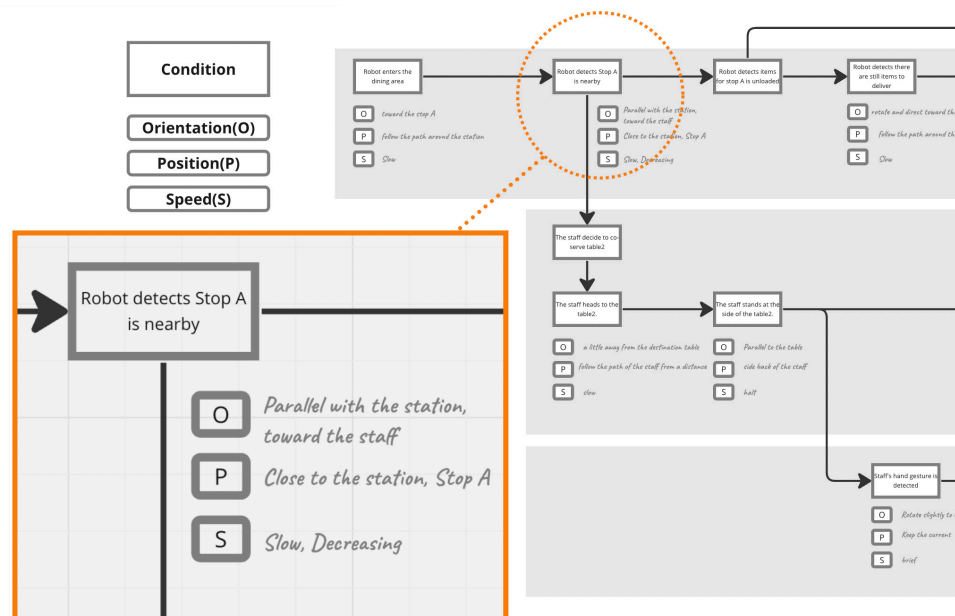 Condition
Orientation(O)
Position(P)
Speed(S)
Robot enters the
dining area
O toward the stop A
P follow the path around the station
S Slow
Robot detects Stop A
is nearby
O Parallel with the station,
toward the staff
P Close to the station, Stop A
S Slow, Decreasing
Robot detects items
for stop A is unloaded
Robot detects there
are still items to
deliver
O rotate and direct toward
P follow the path around
S Slow
The staff decide to co-
serve table2
The staff heads to the
table2.
O a little away from the destination table
P follow the path of the staff from a distance
S slow
The staff stands at the
side of the table2.
O Parallel to the table
P side back of the staff
S halt
Staff's hand gesture is
detected
O Rotate slightly to
P Keep the current
S brief
Robot detects Stop A
is nearby
O Parallel with the station,
toward the staff
P Close to the station, Stop A
S Slow, Decreasing